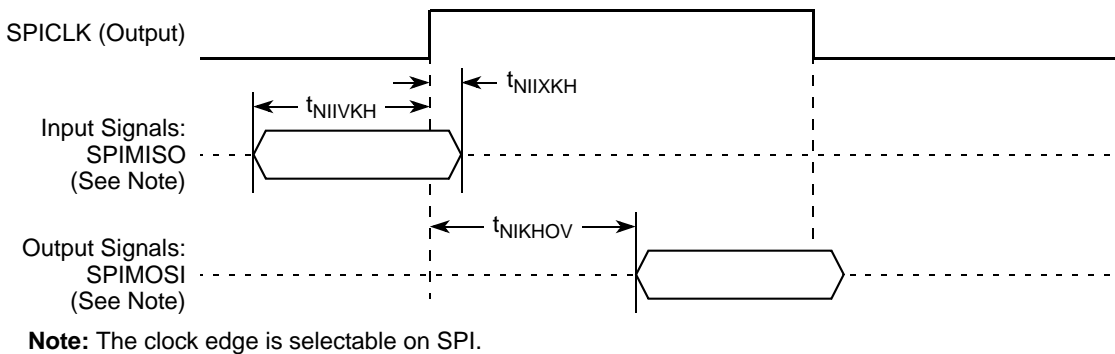 SPICLK (Output)
tNIIXKH
tNIIVKH
Input Signals:
SPIMISO
(See Note)
tNIKHOV
Output Signals:
SPIMOSI
(See Note)
Note: The clock edge is selectable on SPI.